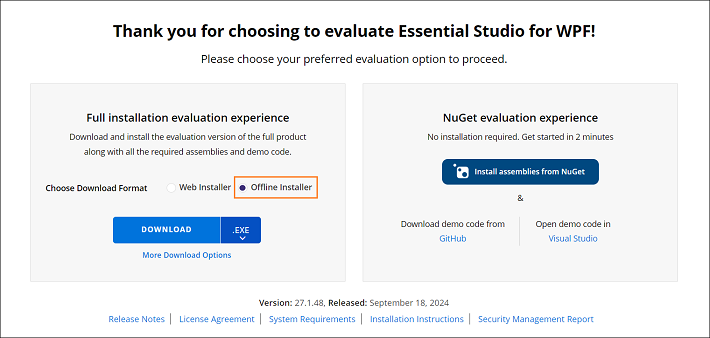 Thank you for choosing to evaluate Essential Studio for WPF!
Please choose your preferred evaluation option to proceed.
Full installation evaluation experience
Download and install the evaluation version of the full product
along with all the required assemblies and demo code.
Choose Download Format
Web Installer
Offline Installer
DOWNLOAD
.EXE
More Download Options
NuGet evaluation experience
No installation required. Get started in 2 minutes
Install assemblies from NuGet
&
Download demo code from
GitHub
Open demo code in
Visual Studio
Version: 27.1.48, Released: September 18, 2024
Release Notes | License Agreement | System Requirements | Installation Instructions | Security Management Report